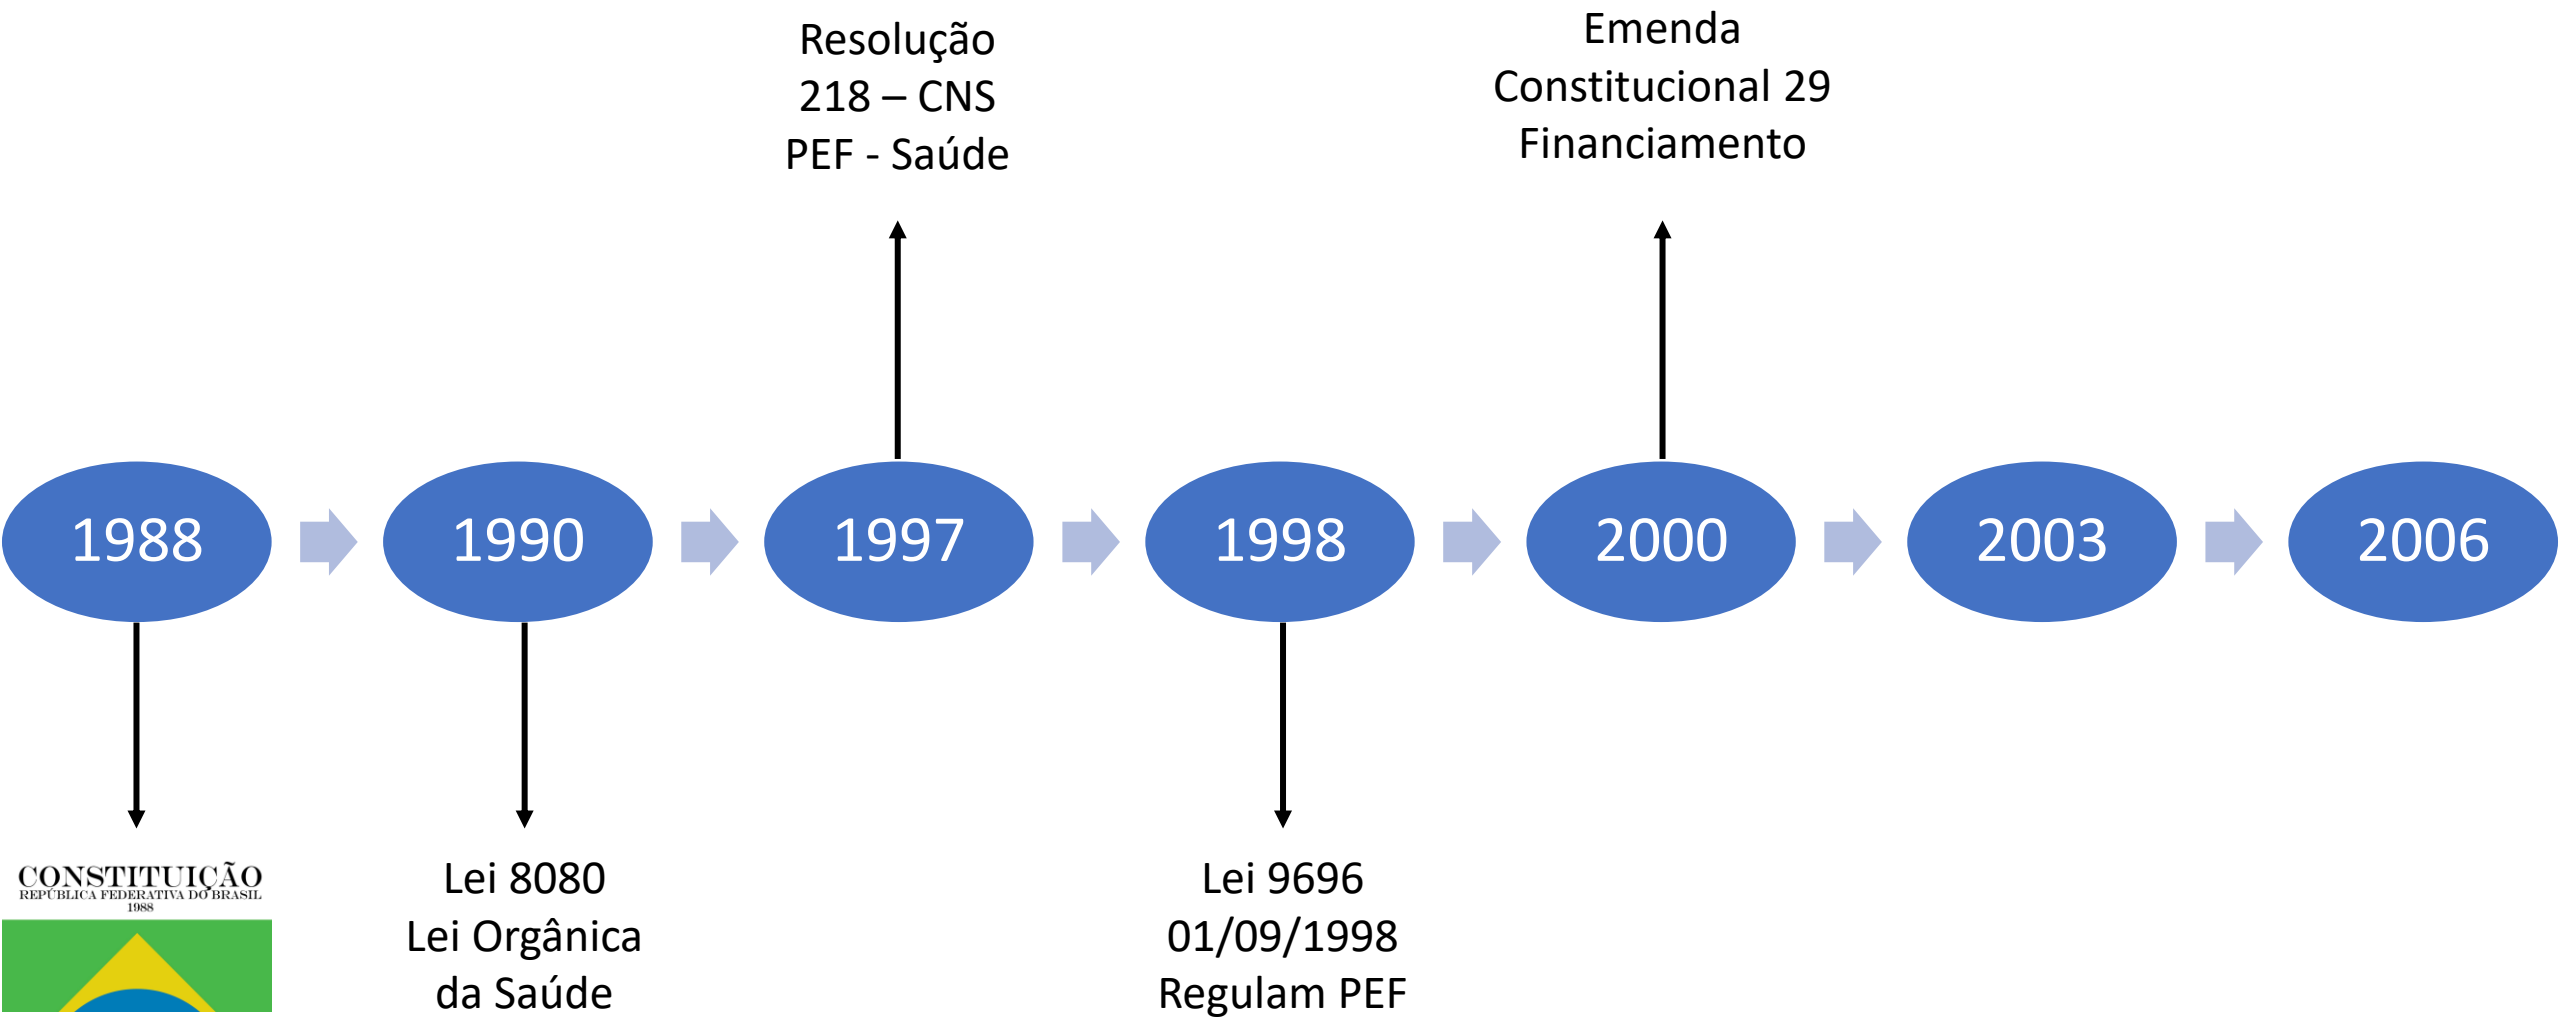 Resolução
218 – CNS
PEF - Saúde
Emenda
Constitucional 29
Financiamento
1988
1990
1997
1998
2000
2003
2006
CONSTITUIÇÃO
REPÚBLICA FEDERATIVA DO BRASIL
1988
Lei 8080
Lei Orgânica
da Saúde
Lei 9696
01/09/1998
Regulam PEF